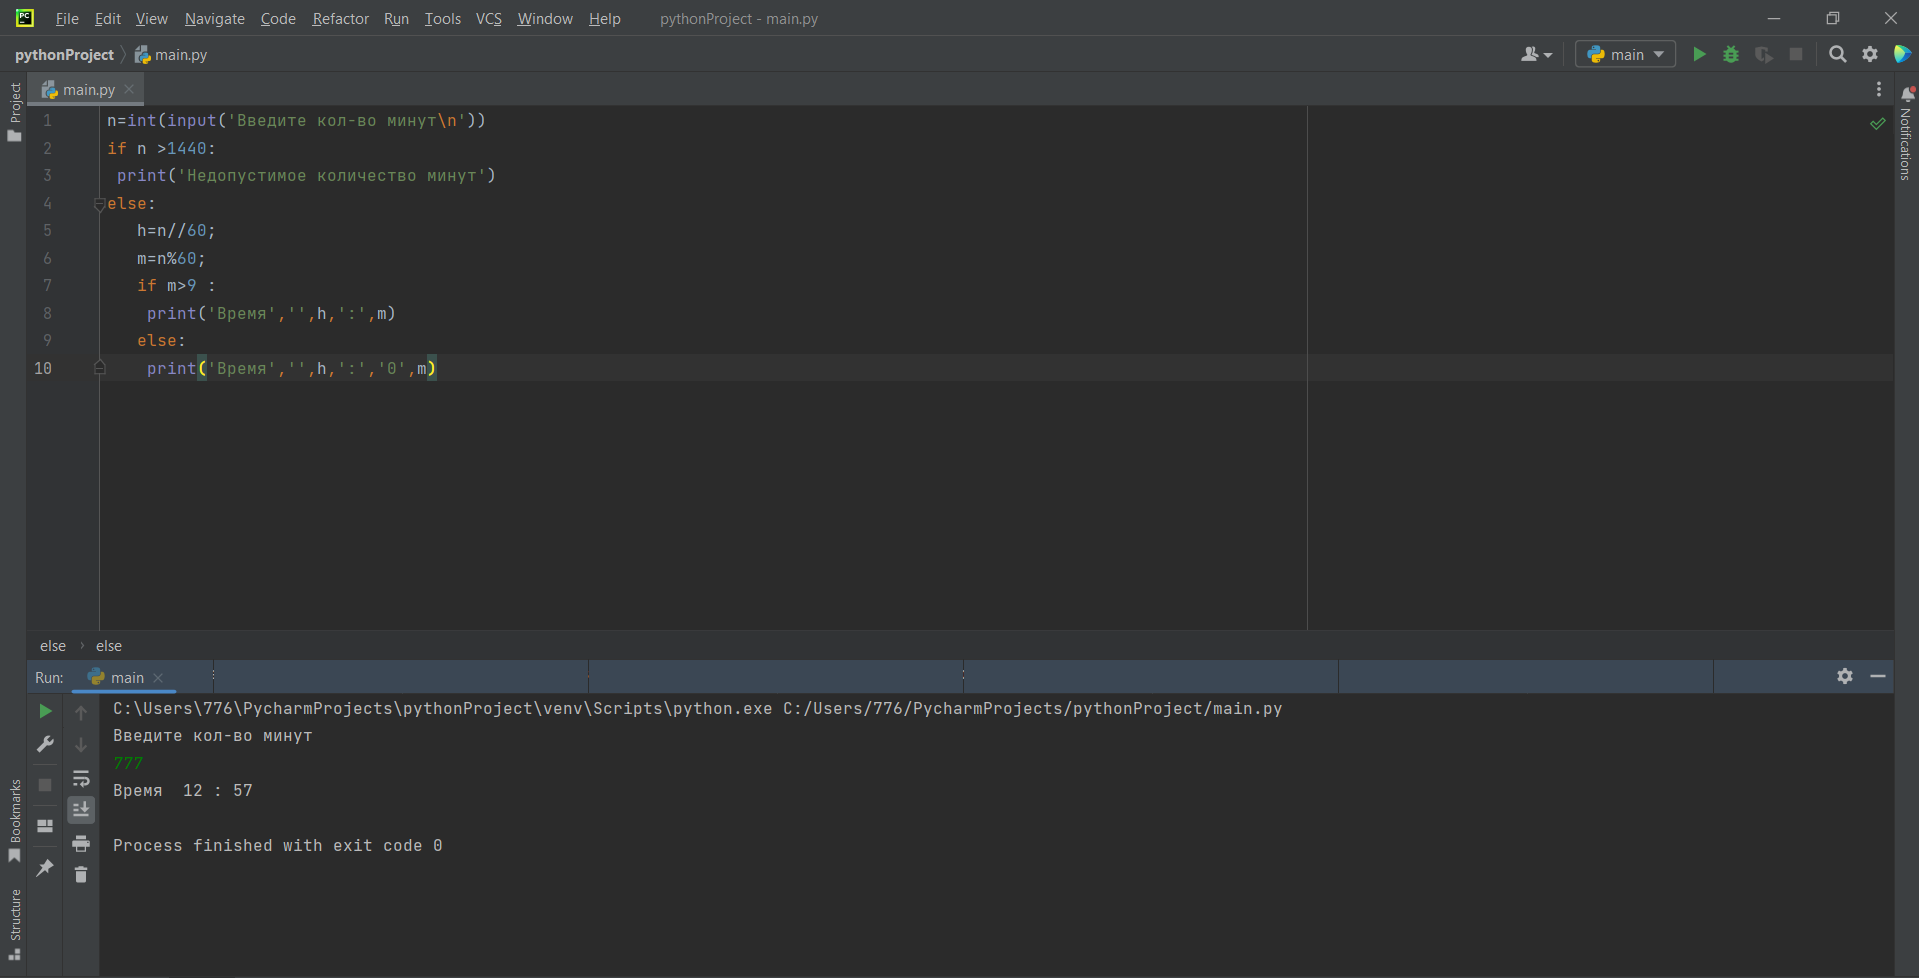 PC File Edit View Navigate Code Refactor Run Tools VCS Window Help pythonProject - main.py
pythonProject main.py main
Project
main.py
Notifications
1 n=int(input('Введите кол-во минут\n'))
2 if n >1440:
3 print('Недопустимое количество минут')
4 else:
5 h=n//60;
6 m=n%60;
7 if m>9 :
8 print('Время','',h,':',m)
9 else:
10 print('Время','',h,':','0',m)
else › else
Run: main
C:\Users\776\PycharmProjects\pythonProject\venv\Scripts\python.exe C:/Users/776/PycharmProjects/pythonProject/main.py
Введите кол-во минут
777
Время  12 : 57
Process finished with exit code 0
Bookmarks
Structure